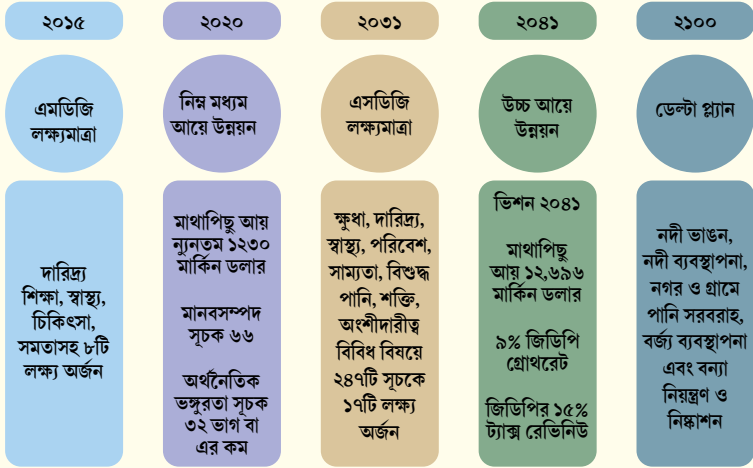 ২০১৫
এমডিজি
লক্ষ্যমাত্রা
দারিদ্র্য
শিক্ষা, স্বাস্থ্য,
চিকিৎসা,
সমতাসহ ৮টি
লক্ষ্য অর্জন
২০২০
নিম্ন মধ্যম
আয়ে উন্নয়ন
মাথাপিছু আয়
ন্যুনতম ১২৩০
মার্কিন ডলার
মানবসম্পদ
সূচক ৬৬
অর্থনৈতিক
ভঙ্গুরতা সূচক
৩২ ভাগ বা
এর কম
২০৩১
এসডিজি
লক্ষ্যমাত্রা
ক্ষুধা, দারিদ্র্য,
স্বাস্থ্য, পরিবেশ,
সাম্যতা, বিশুদ্ধ
পানি, শক্তি,
অংশীদারীত্ব
বিবিধ বিষয়ে
২৪৭টি সূচকে
১৭টি লক্ষ্য
অর্জন
২০৪১
উচ্চ আয়ে
উন্নয়ন
ভিশন ২০৪১
মাথাপিছু
আয় ১২,৬৯৬
মার্কিন ডলার
৯% জিডিপি
গ্রোথরেট
জিডিপির ১৫%
ট্যাক্স রেভিনিউ
২১০০
ডেল্টা প্ল্যান
নদী ভাঙন,
নদী ব্যবস্থাপনা,
নগর ও গ্রামে
পানি সরবরাহ,
বর্জ্য ব্যবস্থাপনা
এবং বন্যা
নিয়ন্ত্রণ ও
নিষ্কাশন